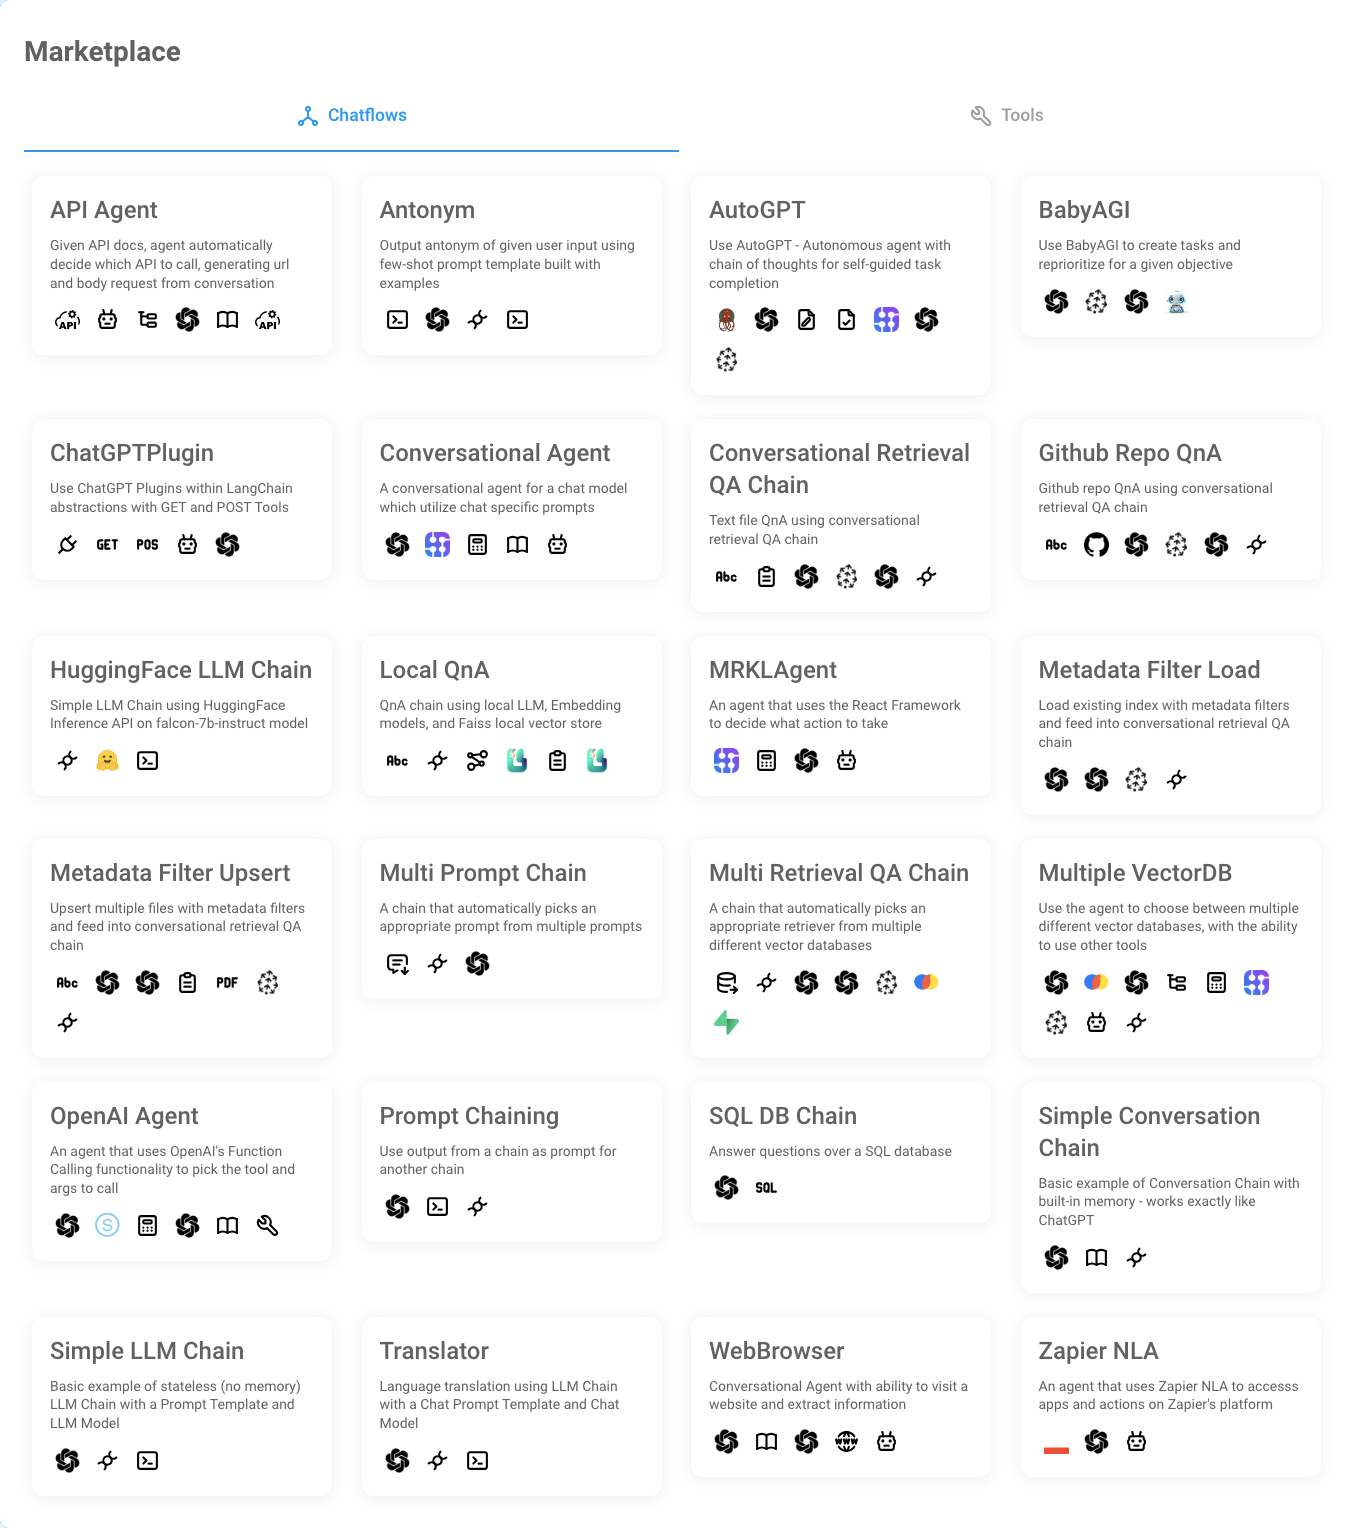 Marketplace
Chatflows
Tools
API Agent
Given API docs, agent automatically
decide which API to call, generating url
and body request from conversation
API
API
Antonym
Output antonym of given user input using
few-shot prompt template built with
examples
AutoGPT
Use AutoGPT - Autonomous agent with
chain of thoughts for self-guided task
completion
BabyAGI
Use BabyAGI to create tasks and
reprioritize for a given objective
ChatGPTPlugin
Use ChatGPT Plugins within LangChain
abstractions with GET and POST Tools
GET POS
Conversational Agent
A conversational agent for a chat model
which utilize chat specific prompts
Conversational Retrieval
QA Chain
Text file QnA using conversational
retrieval QA chain
Abc
Github Repo QnA
Github repo QnA using conversational
retrieval QA chain
Abc
HuggingFace LLM Chain
Simple LLM Chain using HuggingFace
Inference API on falcon-7b-instruct model
Local QnA
QnA chain using local LLM, Embedding
models, and Faiss local vector store
Abc
MRKLAgent
An agent that uses the React Framework
to decide what action to take
Metadata Filter Load
Load existing index with metadata filters
and feed into conversational retrieval QA
chain
Metadata Filter Upsert
Upsert multiple files with metadata filters
and feed into conversational retrieval QA
chain
Abc PDF
Multi Prompt Chain
A chain that automatically picks an
appropriate prompt from multiple prompts
Multi Retrieval QA Chain
A chain that automatically picks an
appropriate retriever from multiple
different vector databases
Multiple VectorDB
Use the agent to choose between multiple
different vector databases, with the ability
to use other tools
OpenAI Agent
An agent that uses OpenAI's Function
Calling functionality to pick the tool and
args to call
S
Prompt Chaining
Use output from a chain as prompt for
another chain
SQL DB Chain
Answer questions over a SQL database
SQL
Simple Conversation
Chain
Basic example of Conversation Chain with
built-in memory - works exactly like
ChatGPT
Simple LLM Chain
Basic example of stateless (no memory)
LLM Chain with a Prompt Template and
LLM Model
Translator
Language translation using LLM Chain
with a Chat Prompt Template and Chat
Model
WebBrowser
Conversational Agent with ability to visit a
website and extract information
WWW
Zapier NLA
An agent that uses Zapier NLA to accesss
apps and actions on Zapier's platform